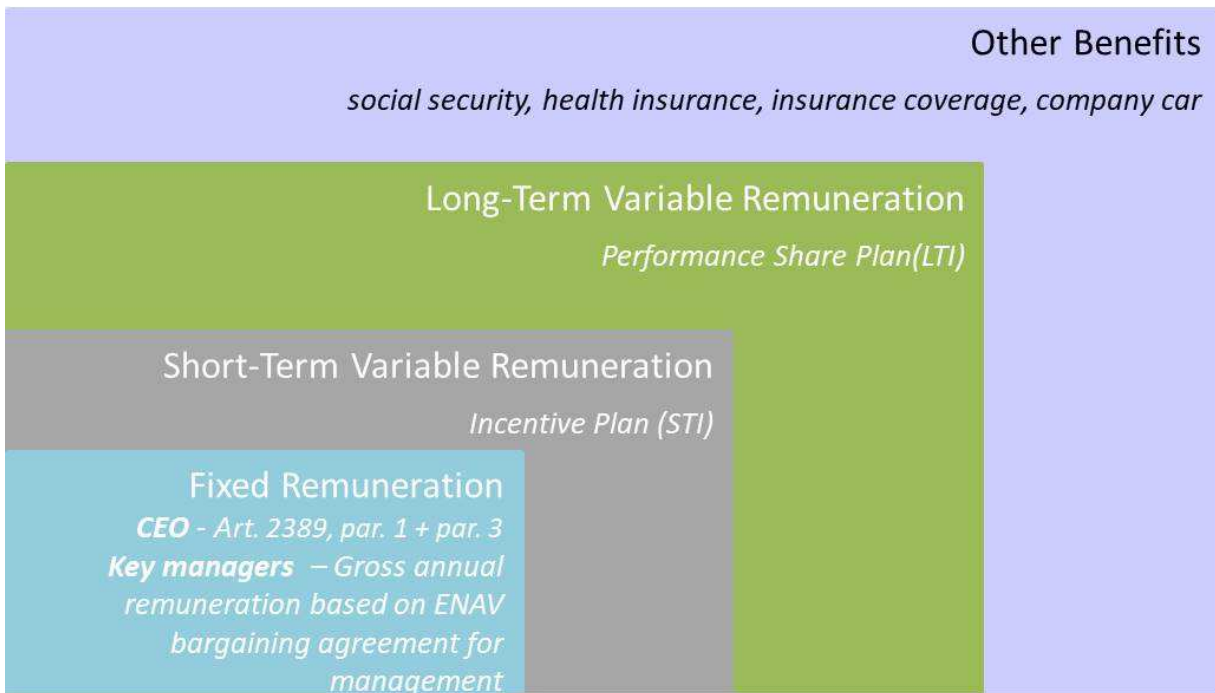 Other Benefits
social security, health insurance, insurance coverage, company car
Long-Term Variable Remuneration
Performance Share Plan(LTI)
Short-Term Variable Remuneration
Incentive Plan (STI)
Fixed Remuneration
CEO - Art. 2389, par. 1 + par. 3
Key managers – Gross annual
remuneration based on ENAV
bargaining agreement for
management